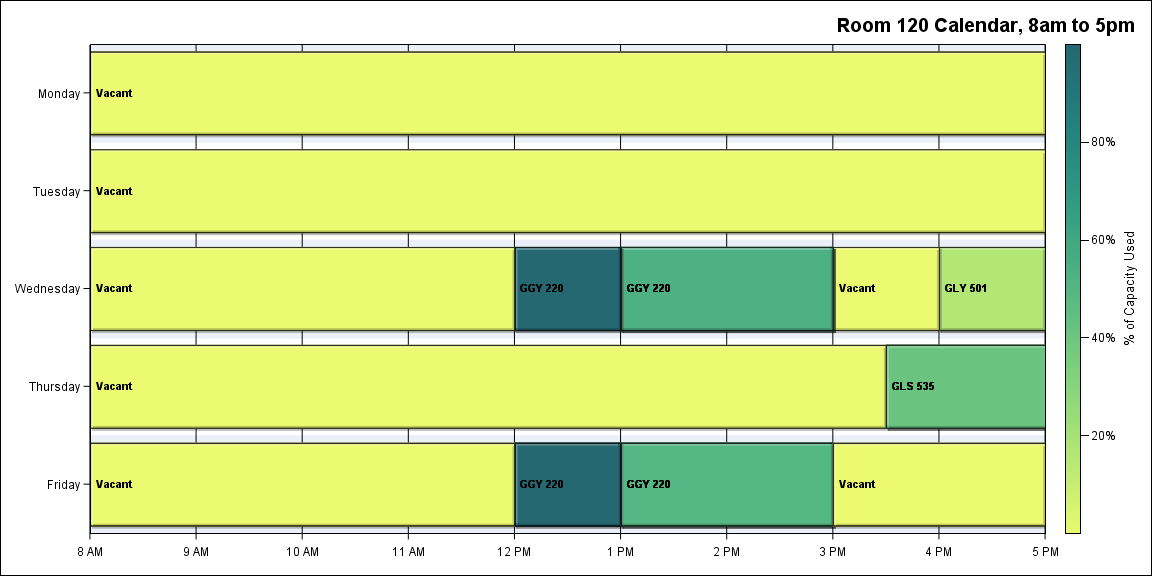 Room 120 Calendar, 8am to 5pm
Monday
Vacant
Tuesday
Vacant
Wednesday
Vacant
GGY 220
GGY 220
Vacant
GLY 501
Thursday
Vacant
GLS 535
Friday
Vacant
GGY 220
GGY 220
Vacant
8 AM
9 AM
10 AM
11 AM
12 PM
1 PM
2 PM
3 PM
4 PM
5 PM
80%
60%
40%
20%
% of Capacity Used